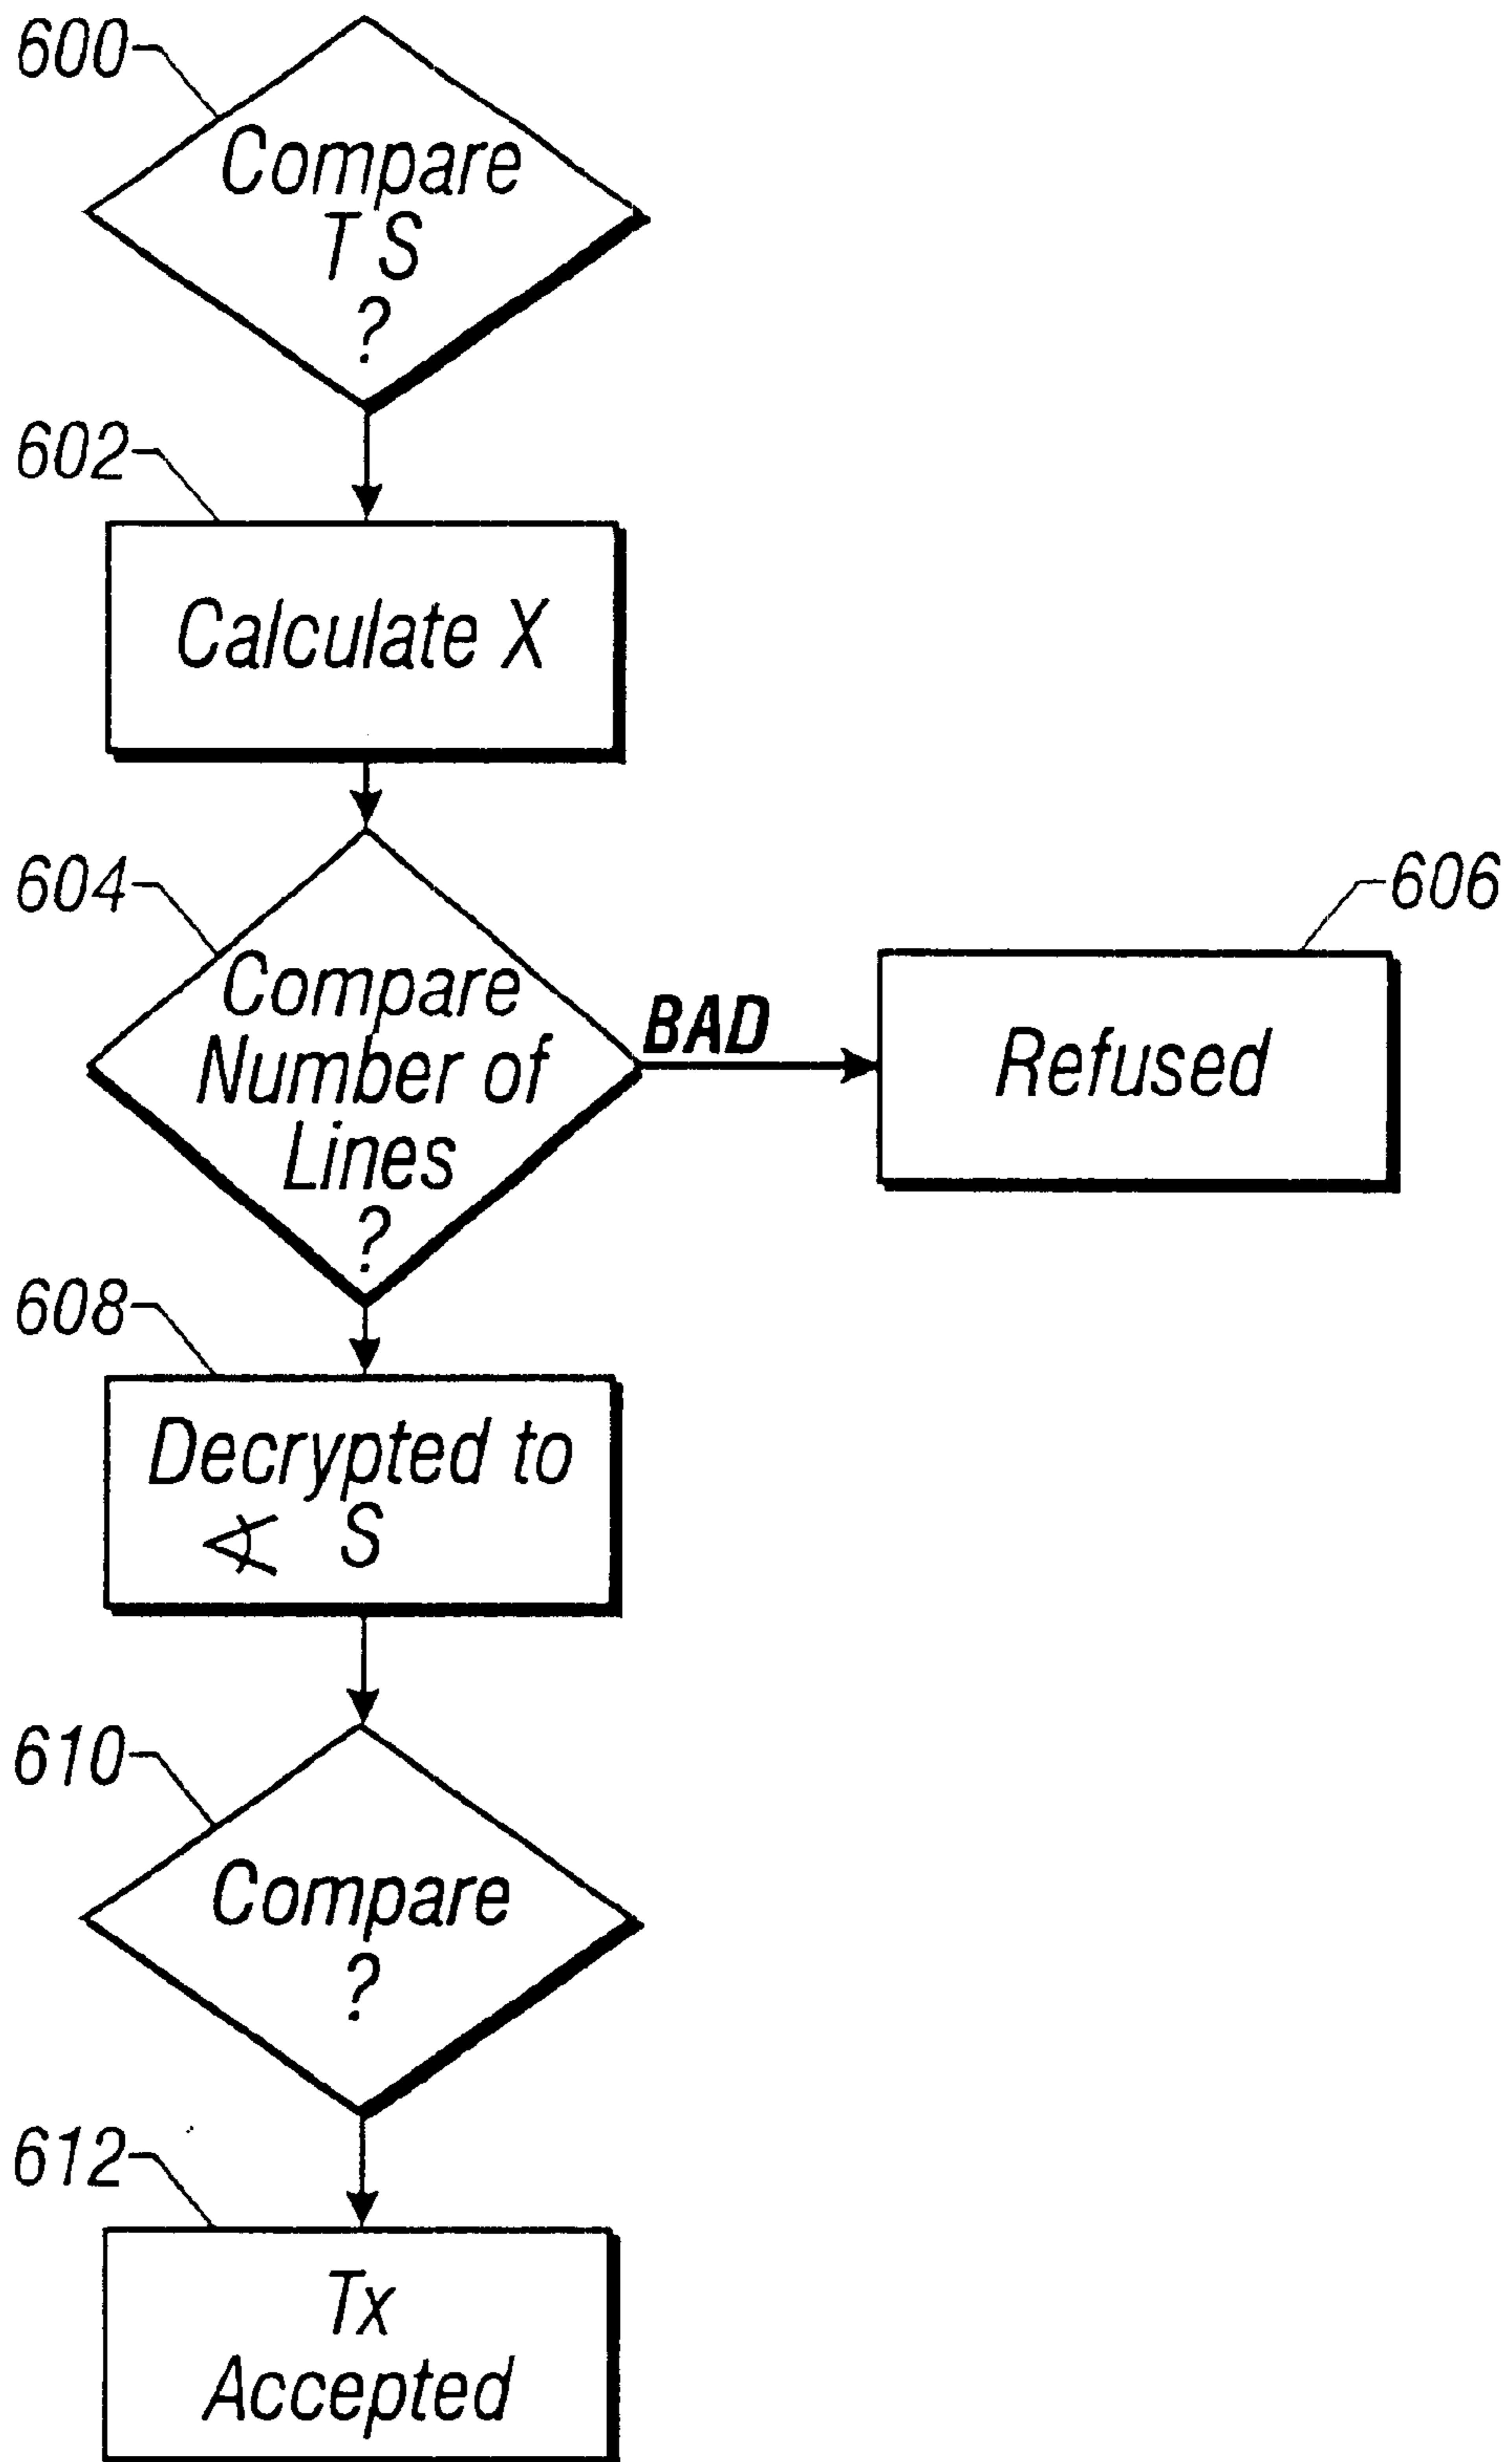 600
Compare
T S
?
602
Calculate X
604
Compare
Number of
Lines
?
BAD
606
Refused
608
Decrypted to
∢ S
610
Compare
?
612
Tx
Accepted